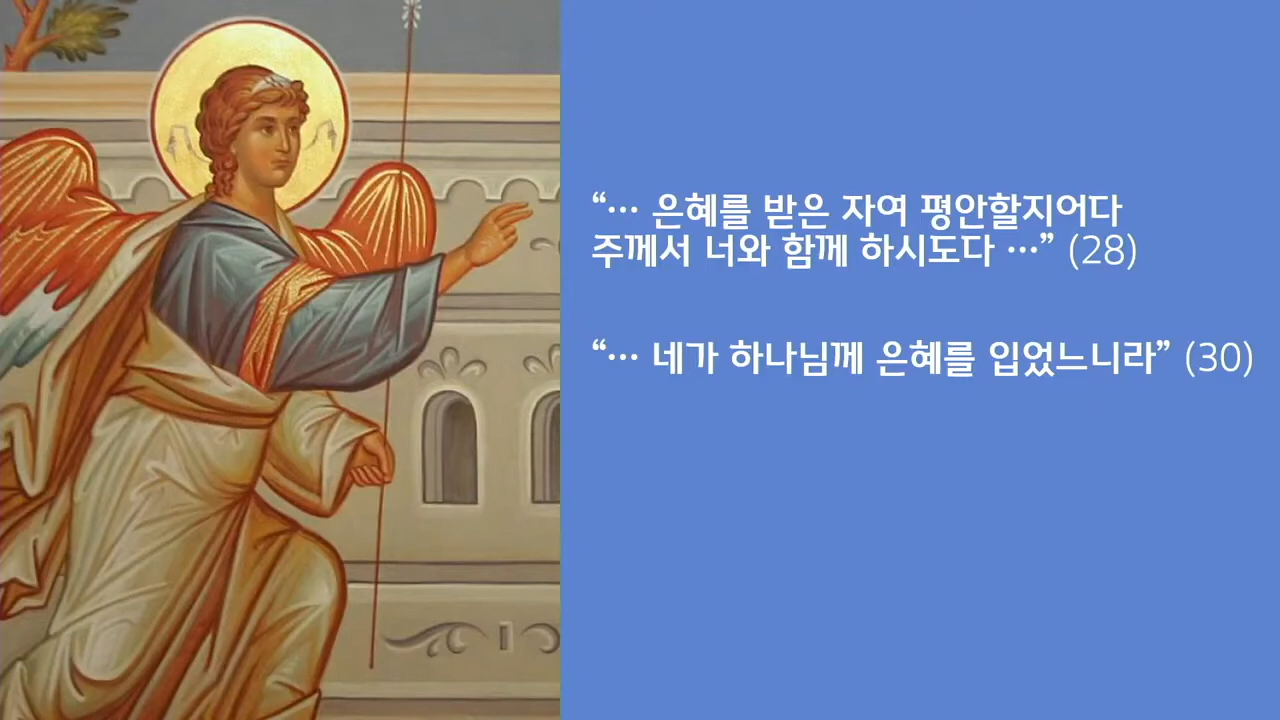 “… 은혜를 받은 자여 평안할지어다
주께서 너와 함께 하시도다 …” (28)
“… 네가 하나님께 은혜를 입었느니라” (30)